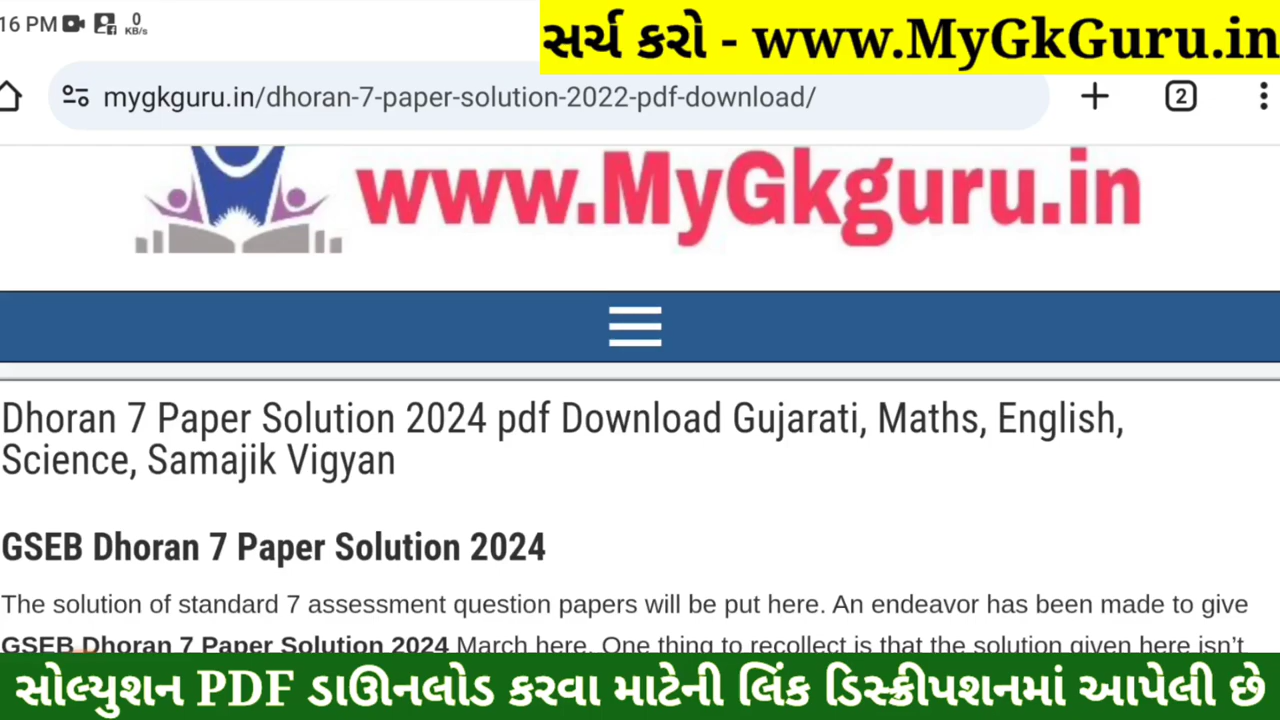 16 PM 0 KB/s
સર્ચ કરો - www.MyGkGuru.in
mygkguru.in/dhoran-7-paper-solution-2022-pdf-download/ 2
www.MyGkguru.in
Dhoran 7 Paper Solution 2024 pdf Download Gujarati, Maths, English,
Science, Samajik Vigyan
GSEB Dhoran 7 Paper Solution 2024
The solution of standard 7 assessment question papers will be put here. An endeavor has been made to give
GSEB Dhoran 7 Paper Solution 2024 March here. One thing to recollect is that the solution given here isn't
સોલ્યુશન PDF ડાઊનલોડ કરવા માટેની લિંક ડિસ્ક્રીપશનમાં આપેલી છે